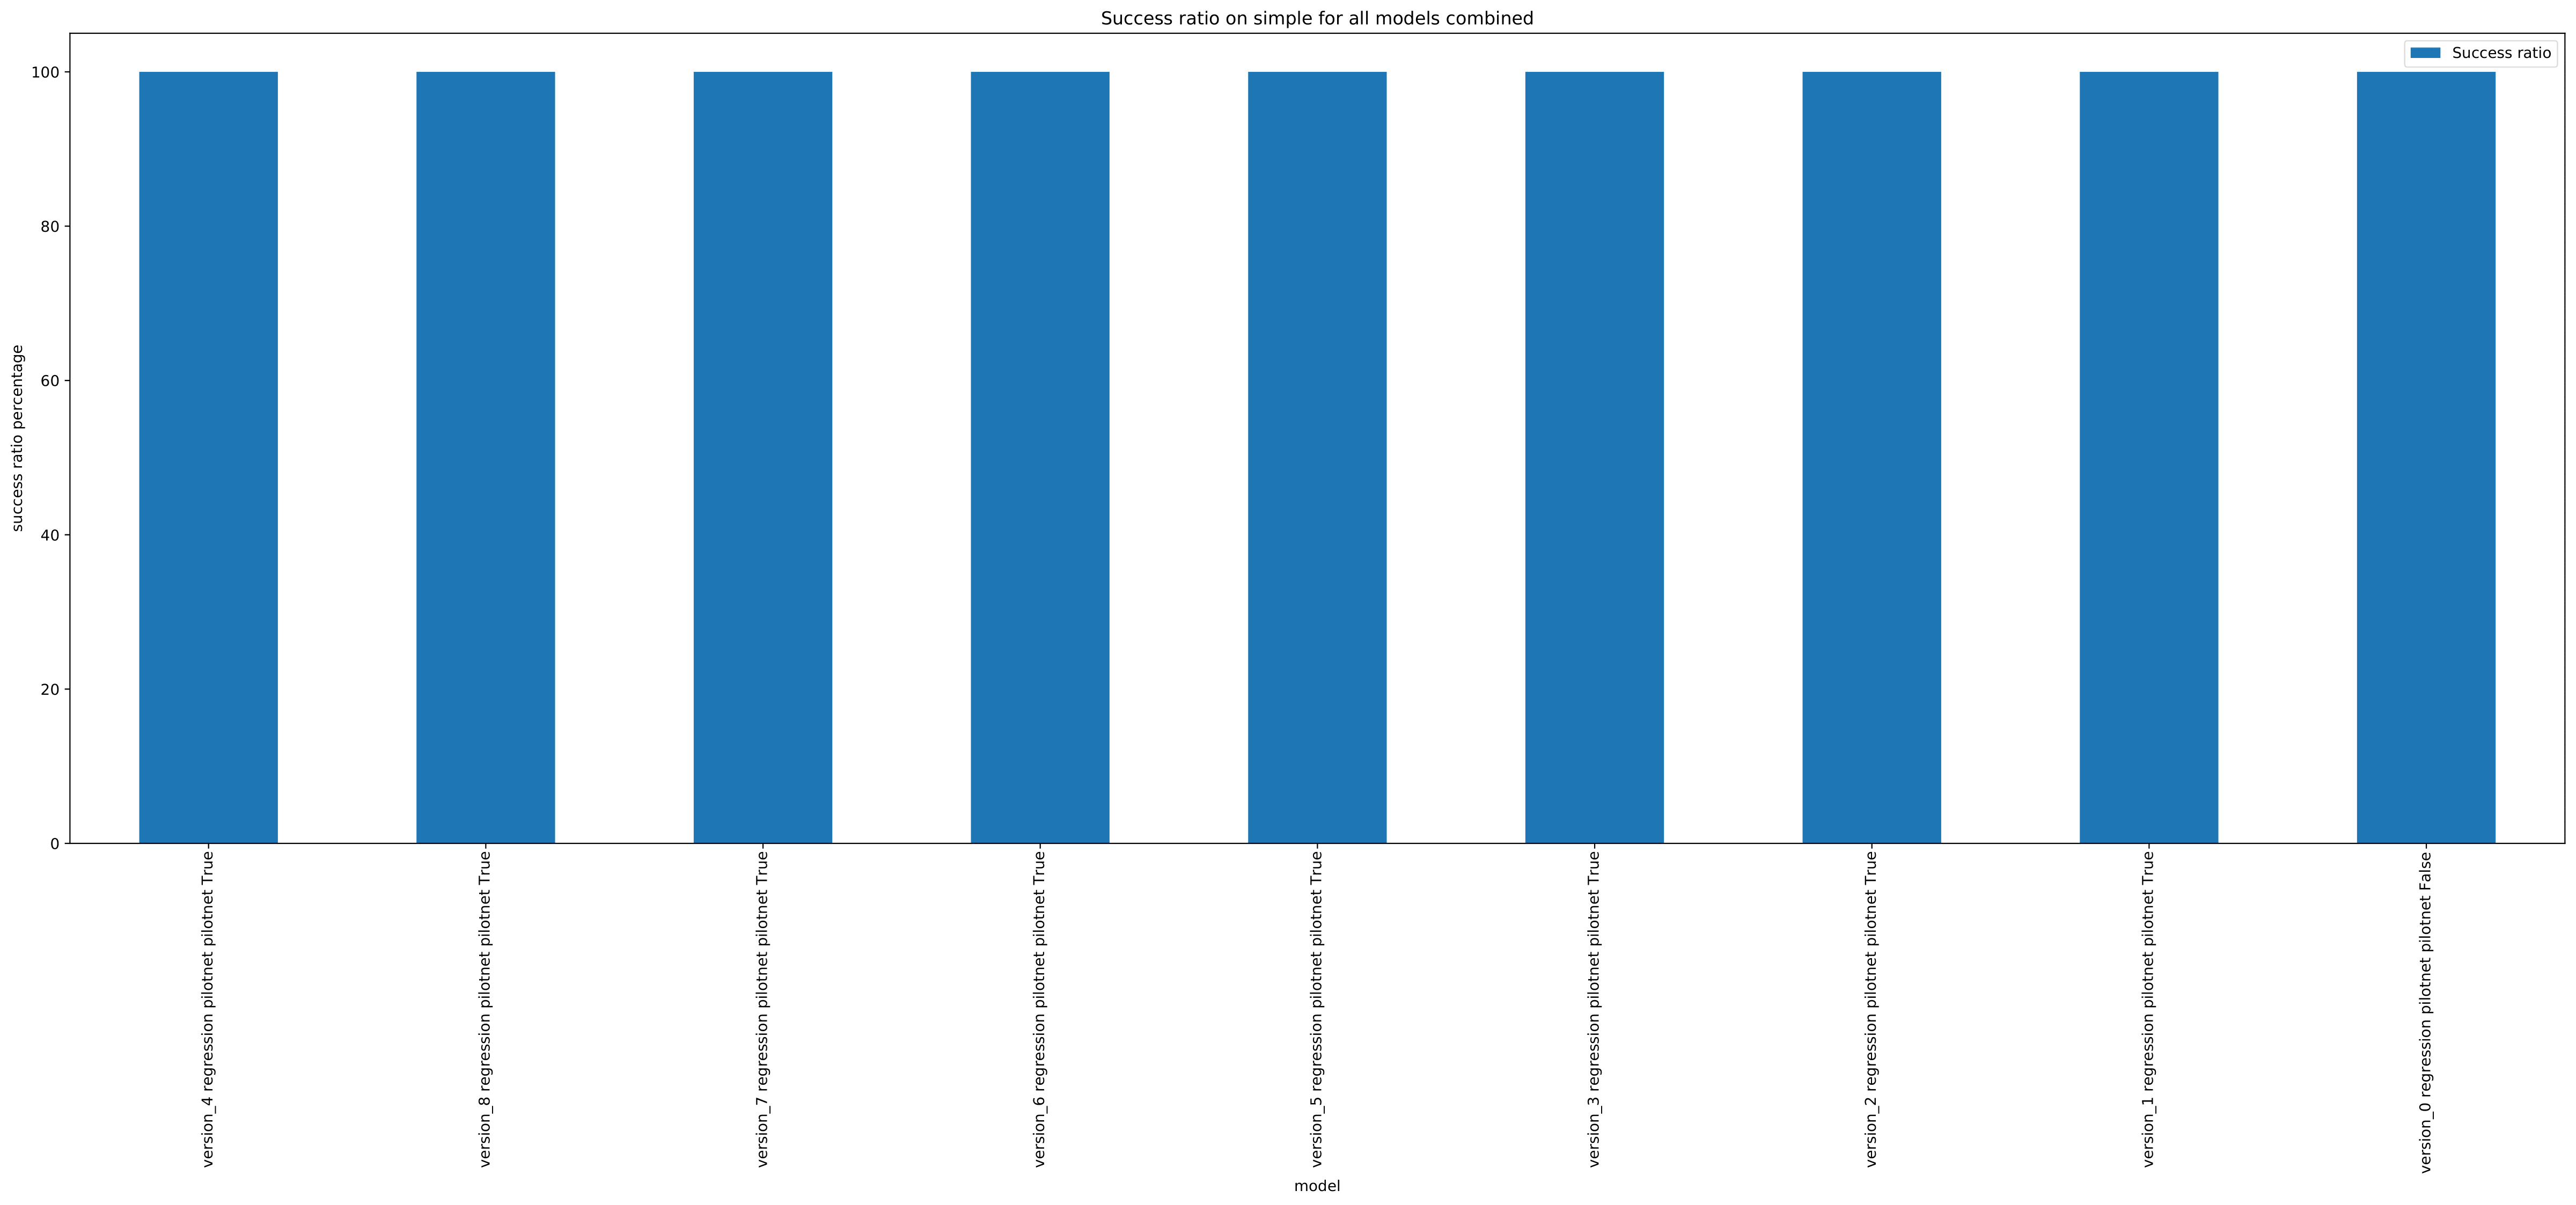 Success ratio on simple for all models combined
Success ratio
success ratio percentage
100
80
60
40
20
0
version_4 regression pilotnet pilotnet True
version_8 regression pilotnet pilotnet True
version_7 regression pilotnet pilotnet True
version_6 regression pilotnet pilotnet True
version_5 regression pilotnet pilotnet True
version_3 regression pilotnet pilotnet True
version_2 regression pilotnet pilotnet True
version_1 regression pilotnet pilotnet True
version_0 regression pilotnet pilotnet False
model